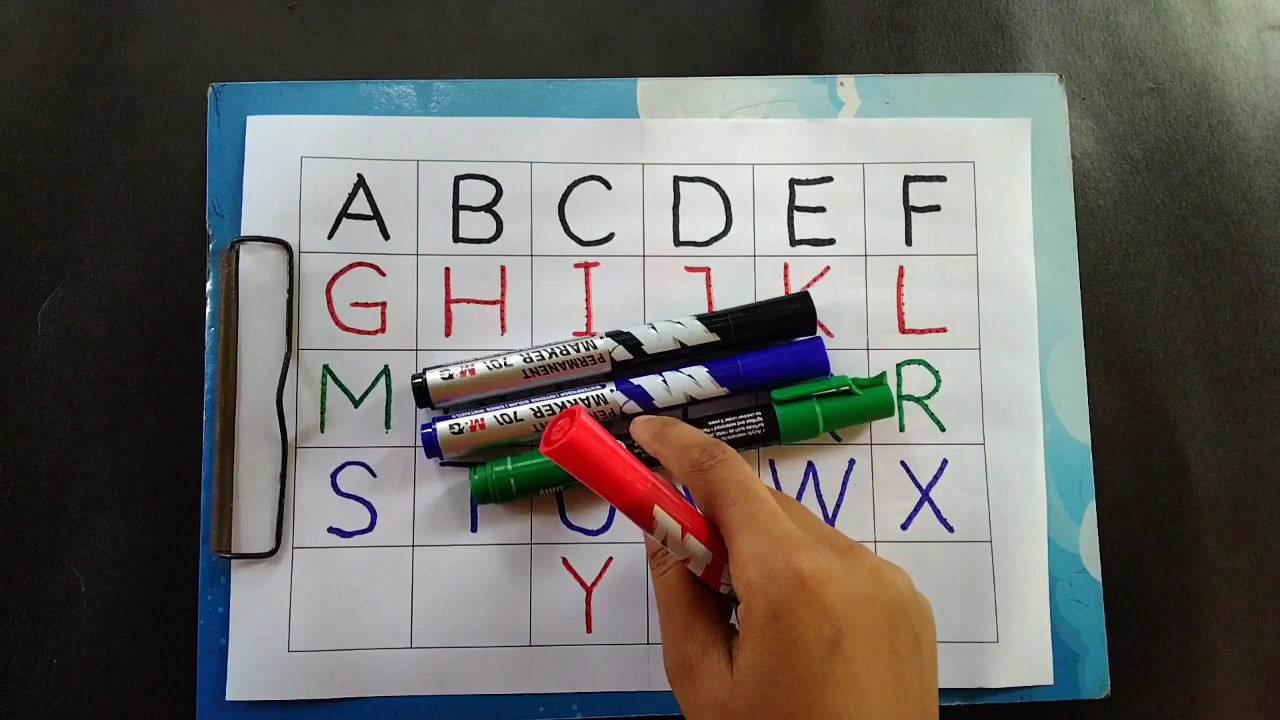 A B C D E F
G H I J K L
M R
S T U W X
Y
PERMANENT
MARKER 701
M&G
MARKER 701
M&G